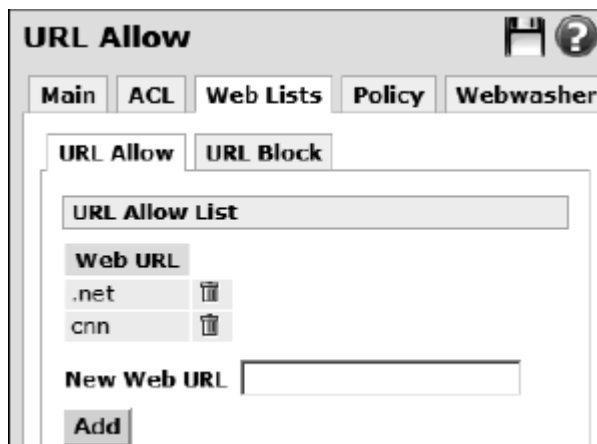 URL Allow
Main ACL Web Lists Policy Webwasher
URL Allow URL Block
URL Allow List
Web URL
.net
cnn
New Web URL
Add